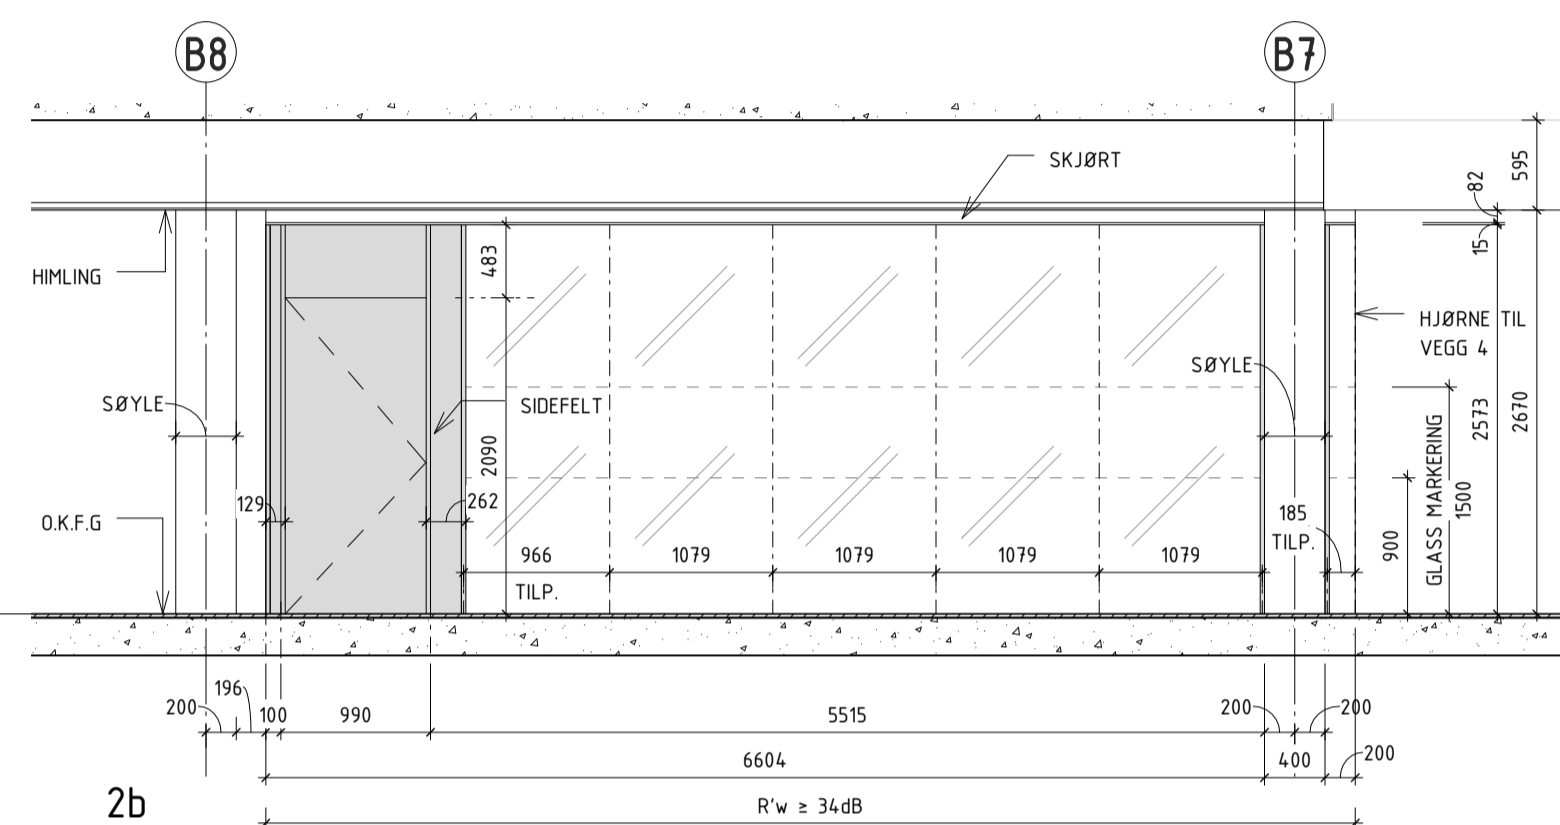 B8
B7
SKJØRT
595
82
15
HIMLING
483
HJØRNE TIL
VEGG 4
SØYLE
SØYLE
SIDEFELT
2573
2670
2090
GLASS MARKERING
1500
129
262
O.K.F.G
185
TILP.
900
966
1079
1079
1079
1079
TILP.
196
200
100
990
5515
200
200
6604
400
200
2b
R'w ≥ 34dB